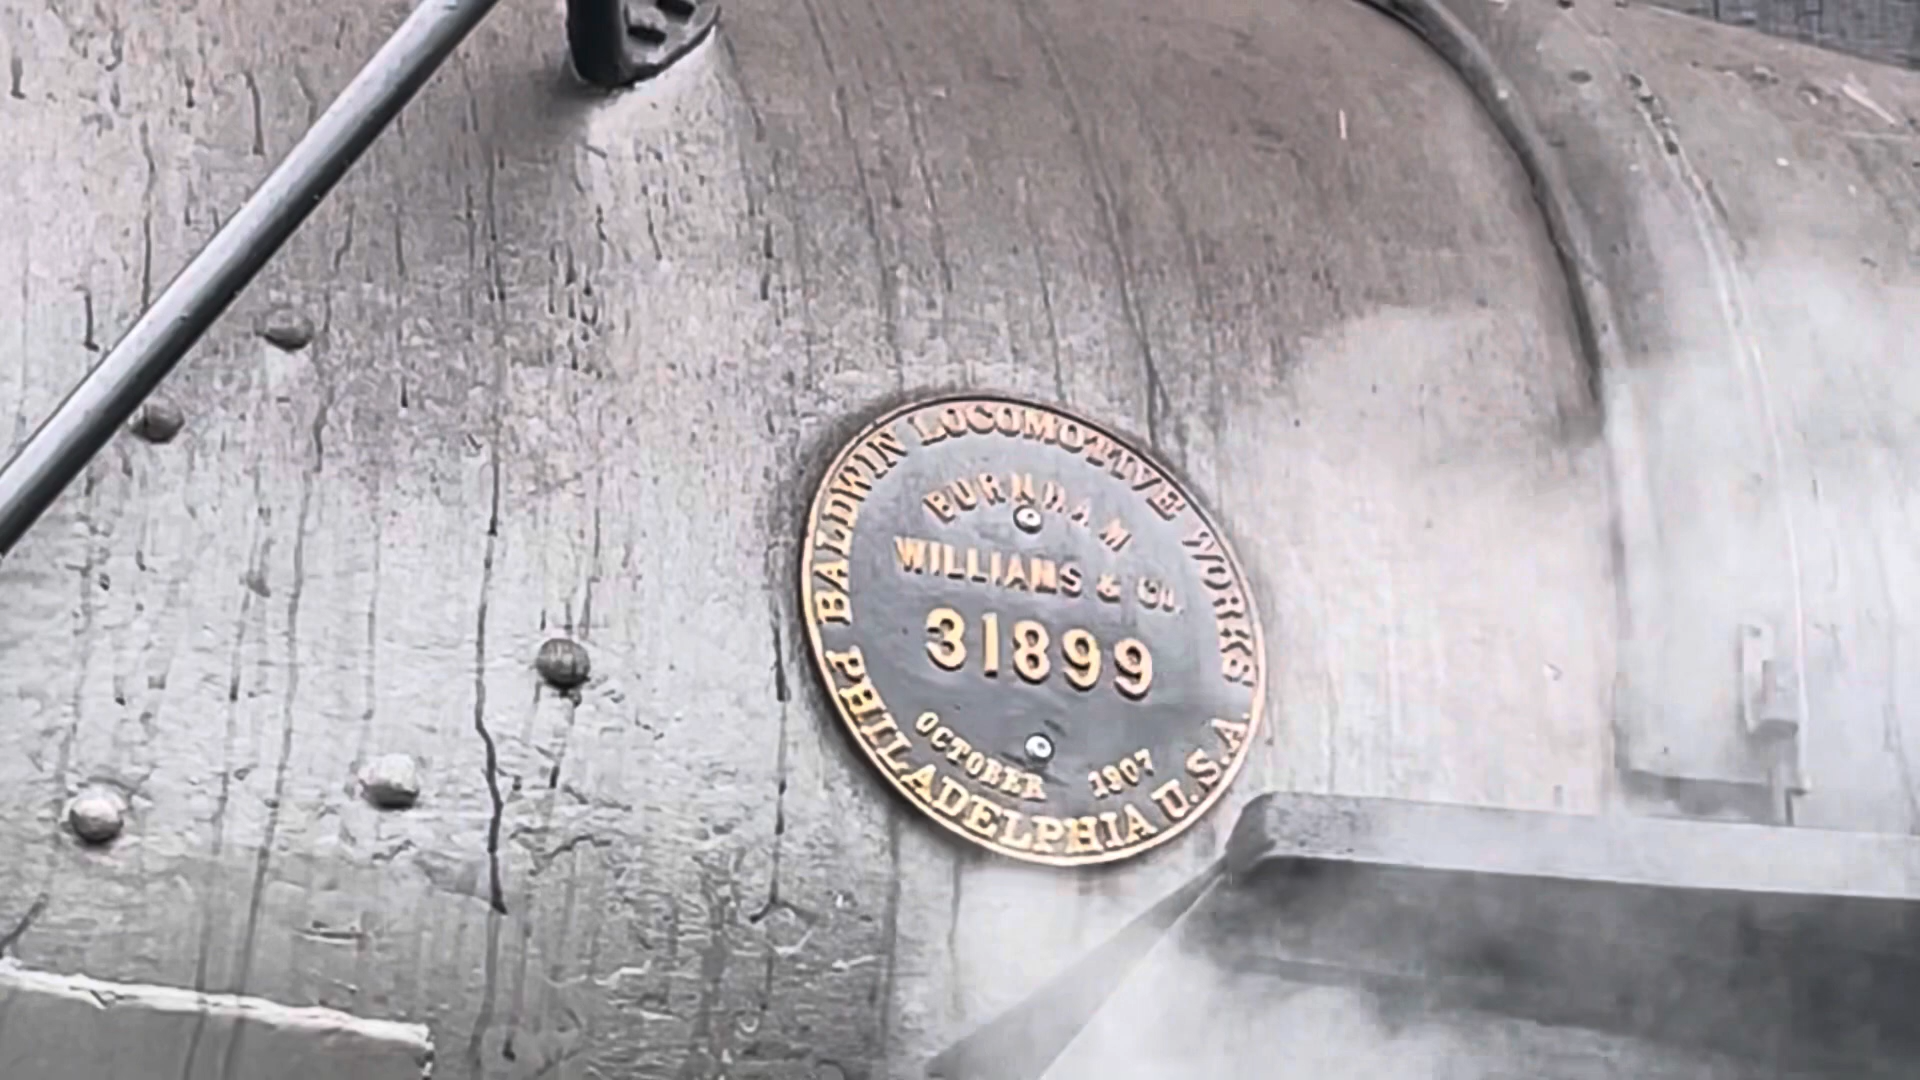 BALDWIN LOCOMOTIVE WORKS
BURNHAM
WILLIAMS & CO.
31899
OCTOBER 1907
PHILADELPHIA U.S.A.